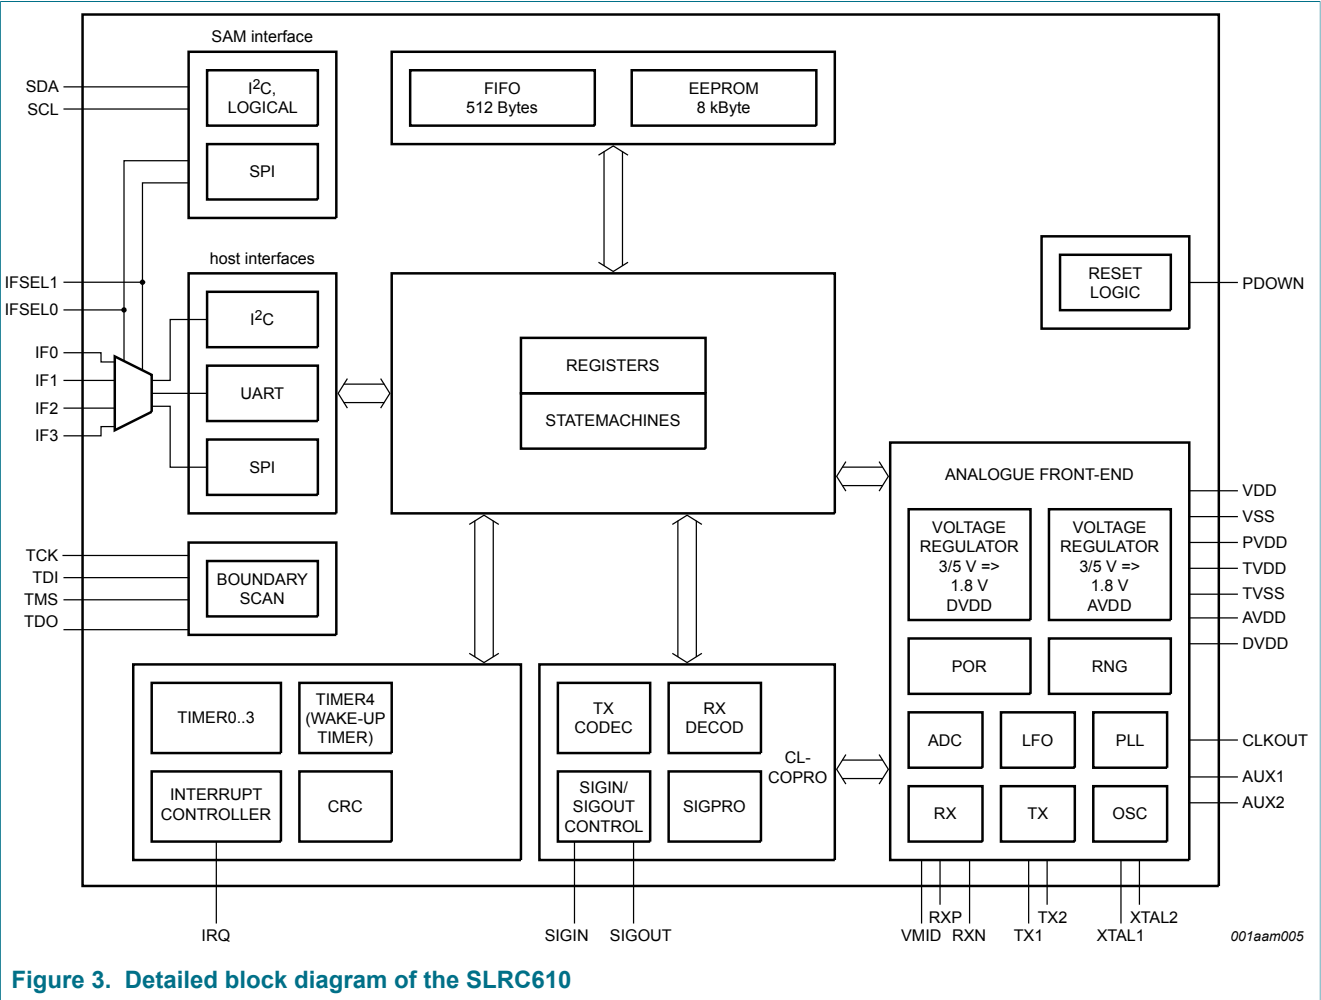 SAM interface
SDA
SCL
I2C,
LOGICAL
SPI
FIFO
512 Bytes
EEPROM
8 kByte
host interfaces
IFSEL1
IFSEL0
IF0
IF1
IF2
IF3
I2C
UART
SPI
REGISTERS
STATEMACHINES
RESET
LOGIC
PDOWN
TCK
TDI
TMS
TDO
BOUNDARY
SCAN
ANALOGUE FRONT-END
VOLTAGE
REGULATOR
3/5 V =>
1.8 V
DVDD
VOLTAGE
REGULATOR
3/5 V =>
1.8 V
AVDD
POR
RNG
ADC
LFO
PLL
RX
TX
OSC
VDD
VSS
PVDD
TVDD
TVSS
AVDD
DVDD
CLKOUT
AUX1
AUX2
TIMER0..3
TIMER4
(WAKE-UP
TIMER)
INTERRUPT
CONTROLLER
CRC
TX
CODEC
RX
DECOD
SIGIN/
SIGOUT
CONTROL
SIGPRO
CL-
COPRO
IRQ
SIGIN
SIGOUT
VMID
RXP
RXN
TX1
TX2
XTAL1
XTAL2
001aam005
Figure 3. Detailed block diagram of the SLRC610